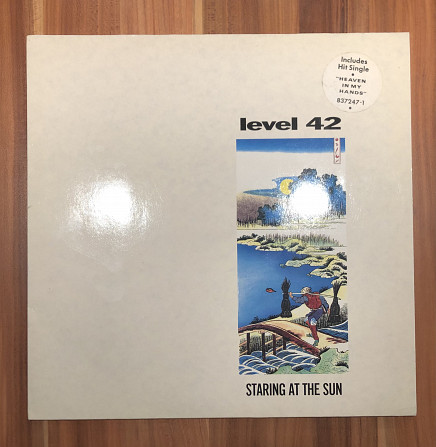 Includes
Hit Single
"HEAVEN
IN MY
HANDS"
837247-1
level 42
STARING AT THE SUN